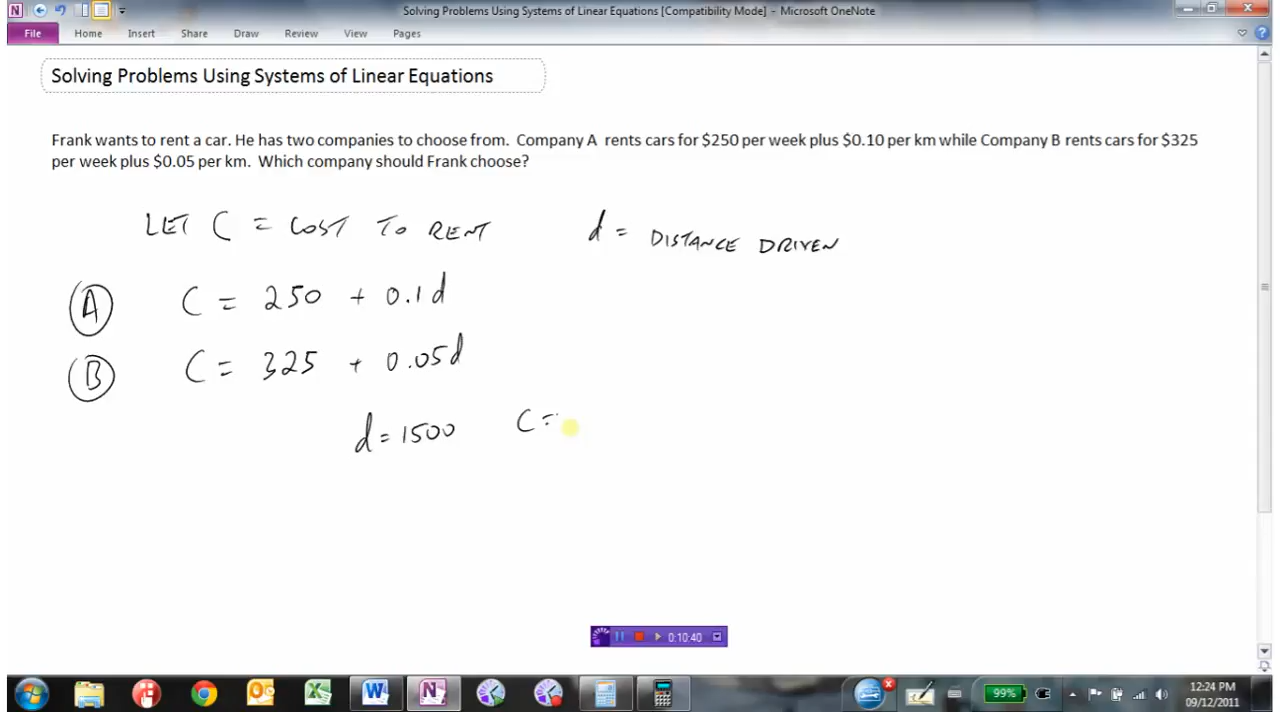 Solving Problems Using Systems of Linear Equations [Compatibility Mode] - Microsoft OneNote
File Home Insert Share Draw Review View Pages
Solving Problems Using Systems of Linear Equations
Frank wants to rent a car. He has two companies to choose from. Company A rents cars for $250 per week plus $0.10 per km while Company B rents cars for $325
per week plus $0.05 per km. Which company should Frank choose?
LET C = COST TO RENT d = DISTANCE DRIVEN
A C = 250 + 0.1d
B C = 325 + 0.05d
d = 1500 C =
0:10:40
99% 12:24 PM
09/12/2011